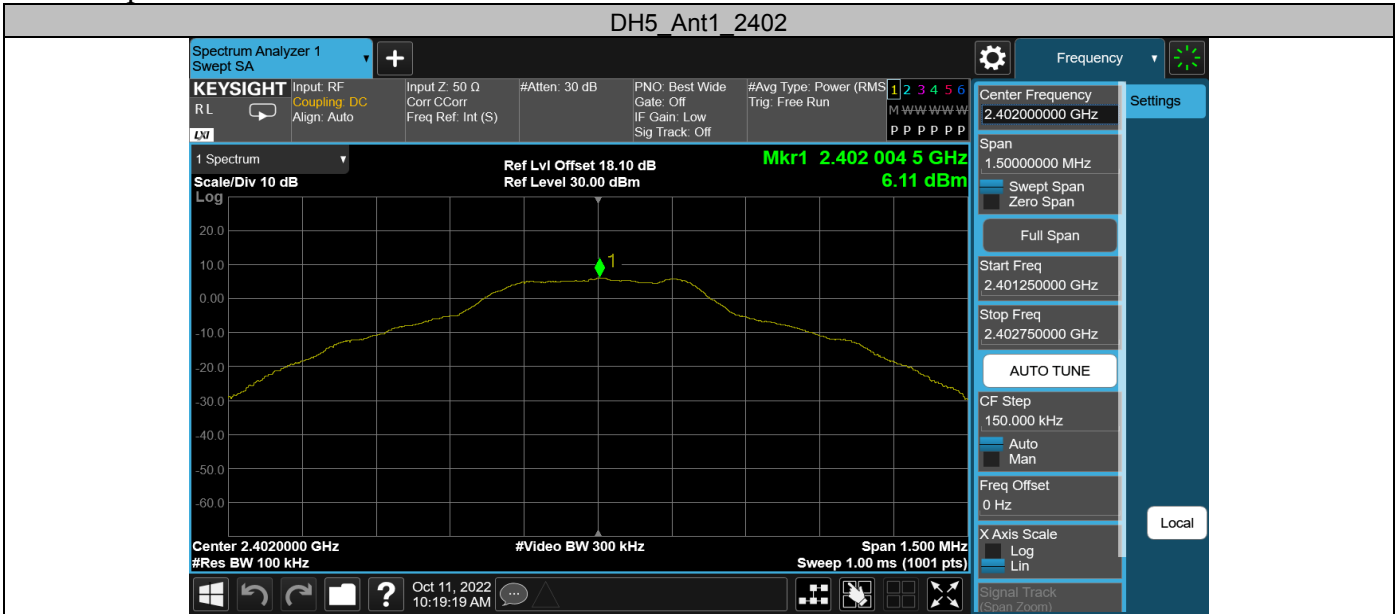 DH5_Ant1_2402
Spectrum Analyzer 1
Swept SA
Frequency
KEYSIGHT
RL
LXI
Input: RF
Coupling: DC
Align: Auto
Input Z: 50 Ω
Corr CCorr
Freq Ref: Int (S)
#Atten: 30 dB
PNO: Best Wide
Gate: Off
IF Gain: Low
Sig Track: Off
#Avg Type: Power (RMS
Trig: Free Run
1 2 3 4 5 6
M W W W W W
P P P P P P
1 Spectrum
Scale/Div 10 dB
Log
Ref Lvl Offset 18.10 dB
Ref Level 30.00 dBm
Mkr1 2.402 004 5 GHz
6.11 dBm
20.0
10.0
0.00
-10.0
-20.0
-30.0
-40.0
-50.0
-60.0
1
Center 2.4020000 GHz
#Res BW 100 kHz
#Video BW 300 kHz
Span 1.500 MHz
Sweep 1.00 ms (1001 pts)
Oct 11, 2022
10:19:19 AM
Center Frequency
2.402000000 GHz
Span
1.50000000 MHz
Swept Span
Zero Span
Full Span
Start Freq
2.401250000 GHz
Stop Freq
2.402750000 GHz
AUTO TUNE
CF Step
150.000 kHz
Auto
Man
Freq Offset
0 Hz
X Axis Scale
Log
Lin
Signal Track
(Span Zoom)
Settings
Local